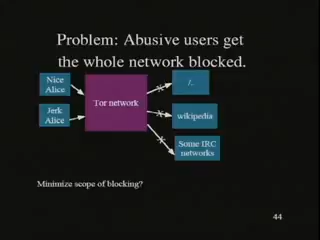 Problem: Abusive users get
the whole network blocked.
Nice
Alice
Jerk
Alice
Tor network
/.
wikipedia
Some IRC
networks
Minimize scope of blocking?
44